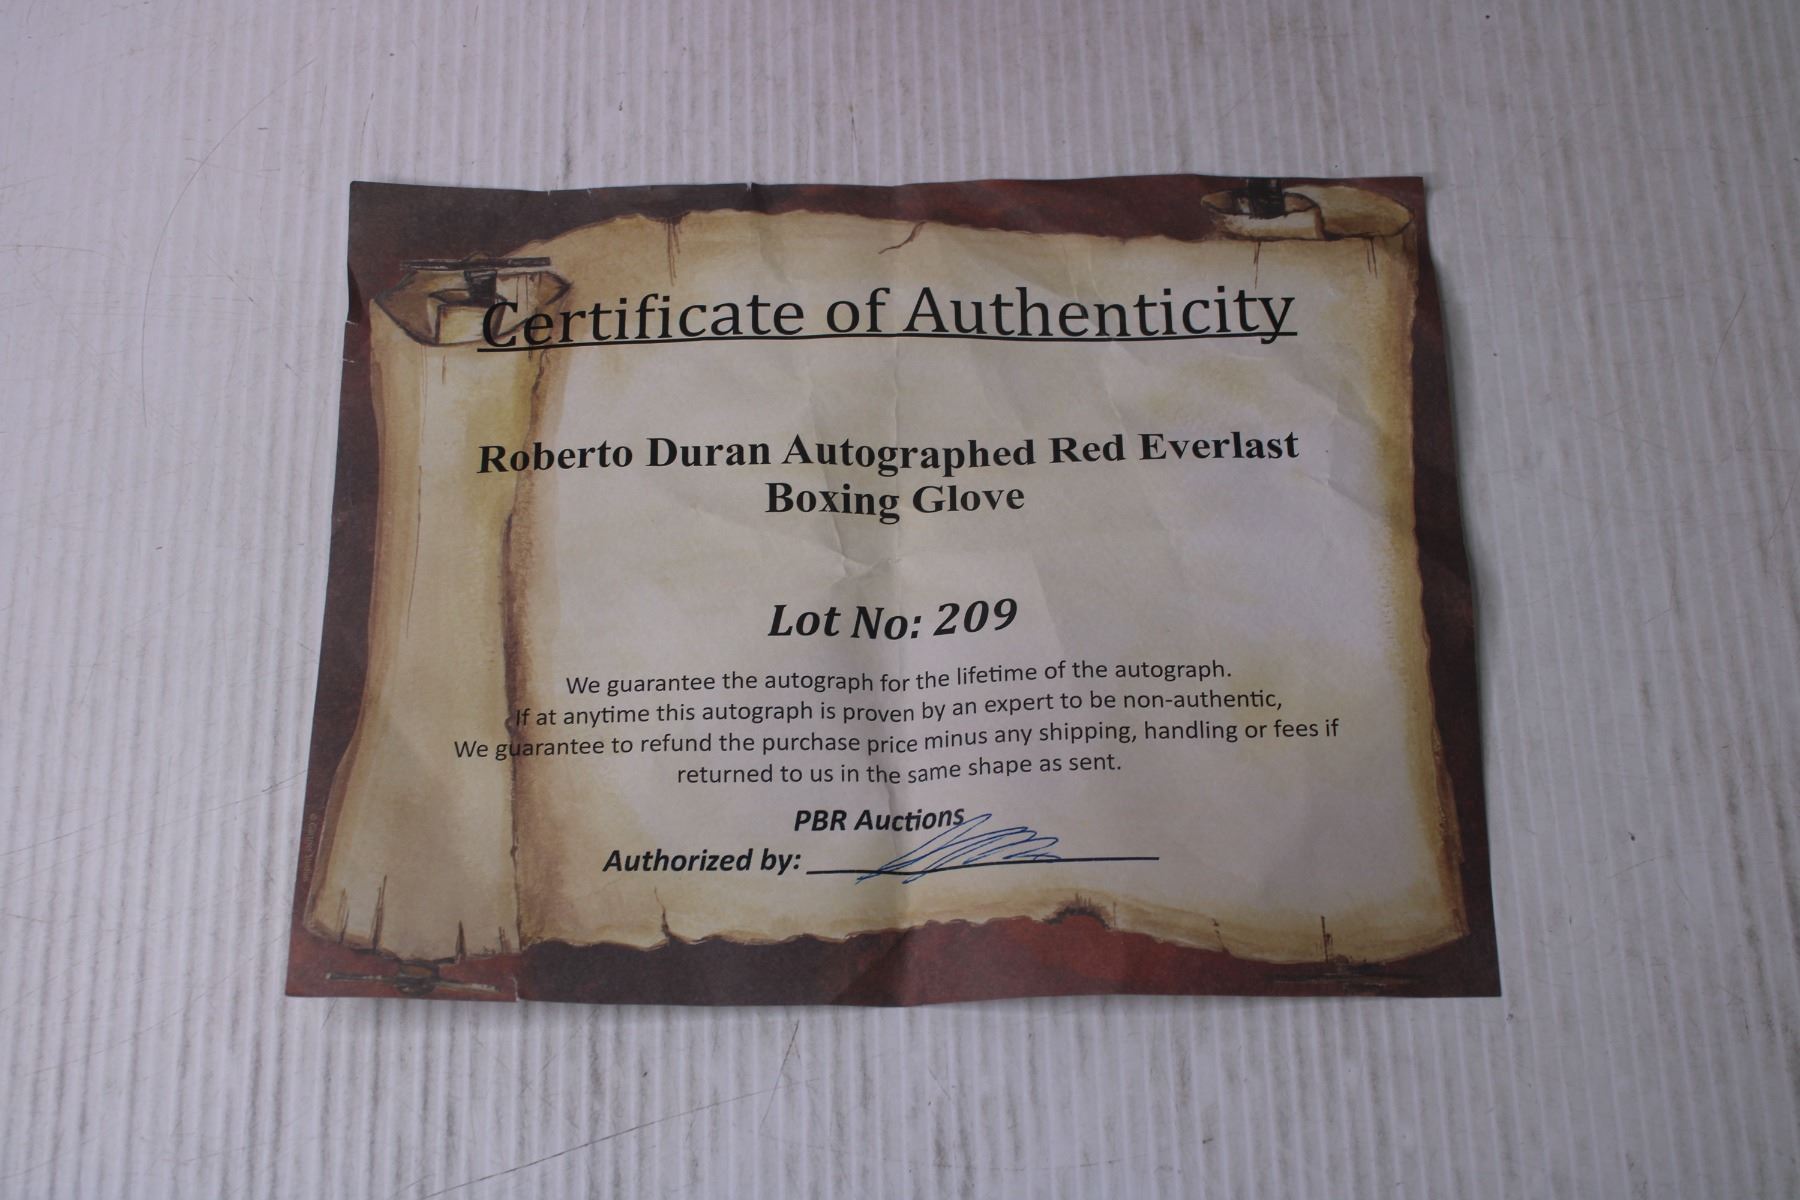 Certificate of Authenticity
Roberto Duran Autographed Red Everlast
Boxing Glove
Lot No: 209
We guarantee the autograph for the lifetime of the autograph.
If at anytime this autograph is proven by an expert to be non-authentic,
We guarantee to refund the purchase price minus any shipping, handling or fees if
returned to us in the same shape as sent.
PBR Auctions
Authorized by: